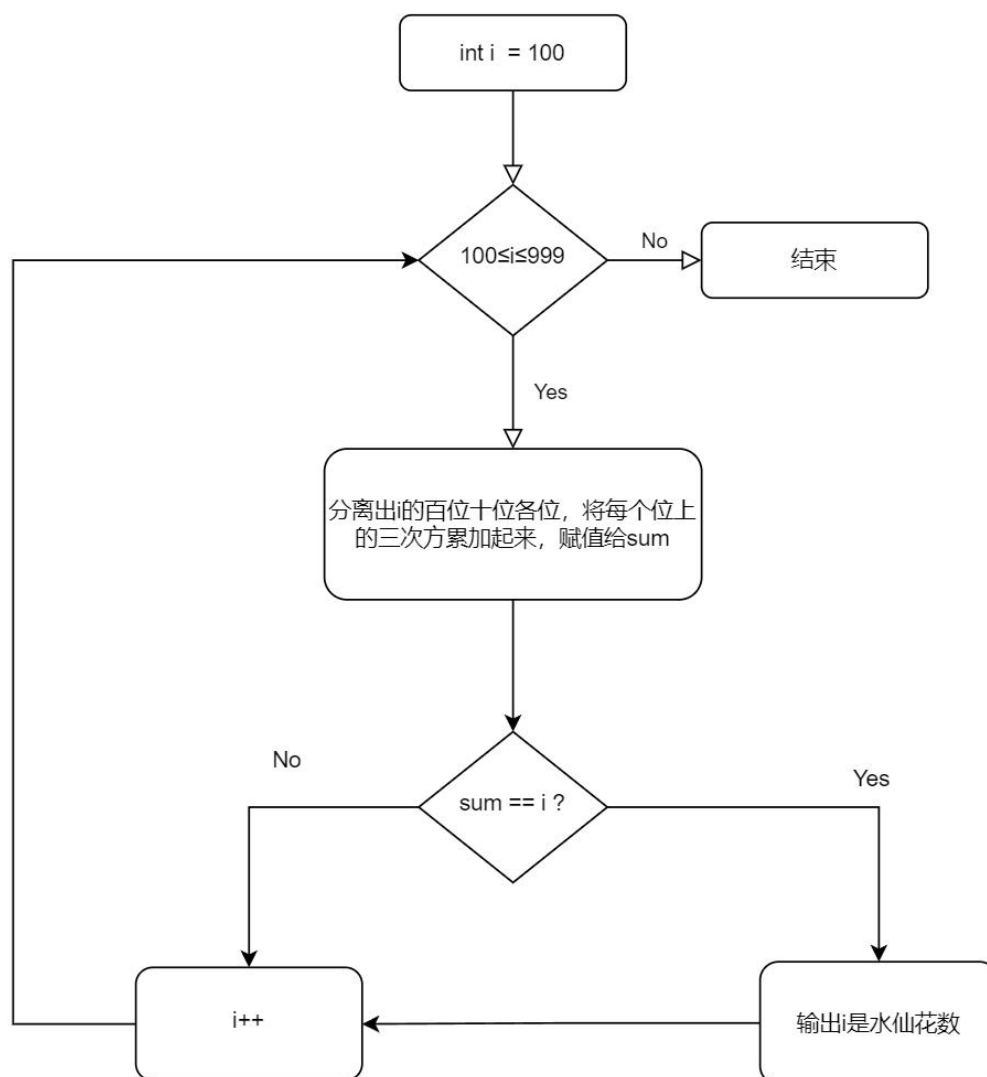 int i = 100
100≤i≤999
No
结束
Yes
分离出i的百位十位各位，将每个位上
的三次方累加起来，赋值给sum
No
Yes
sum == i ?
i++
输出i是水仙花数